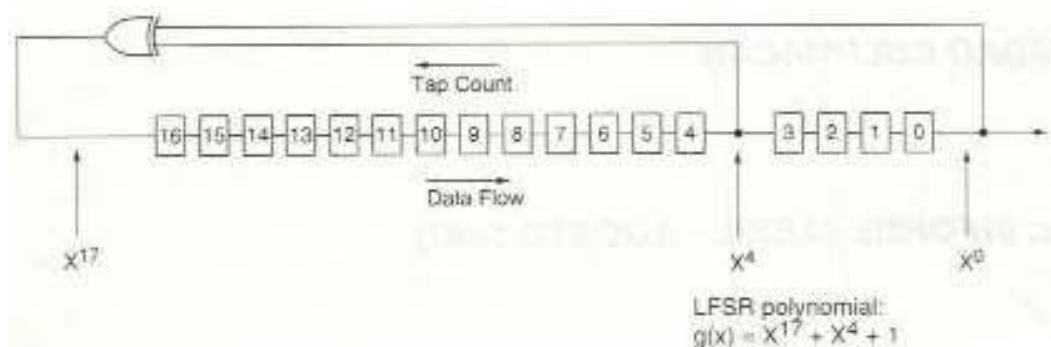 Tap Count
16 15 14 13 12 11 10 9 8 7 6 5 4 3 2 1 0
Data Flow
X¹⁷ X⁴ X⁰
LFSR polynomial:
g(x) = X¹⁷ + X⁴ + 1